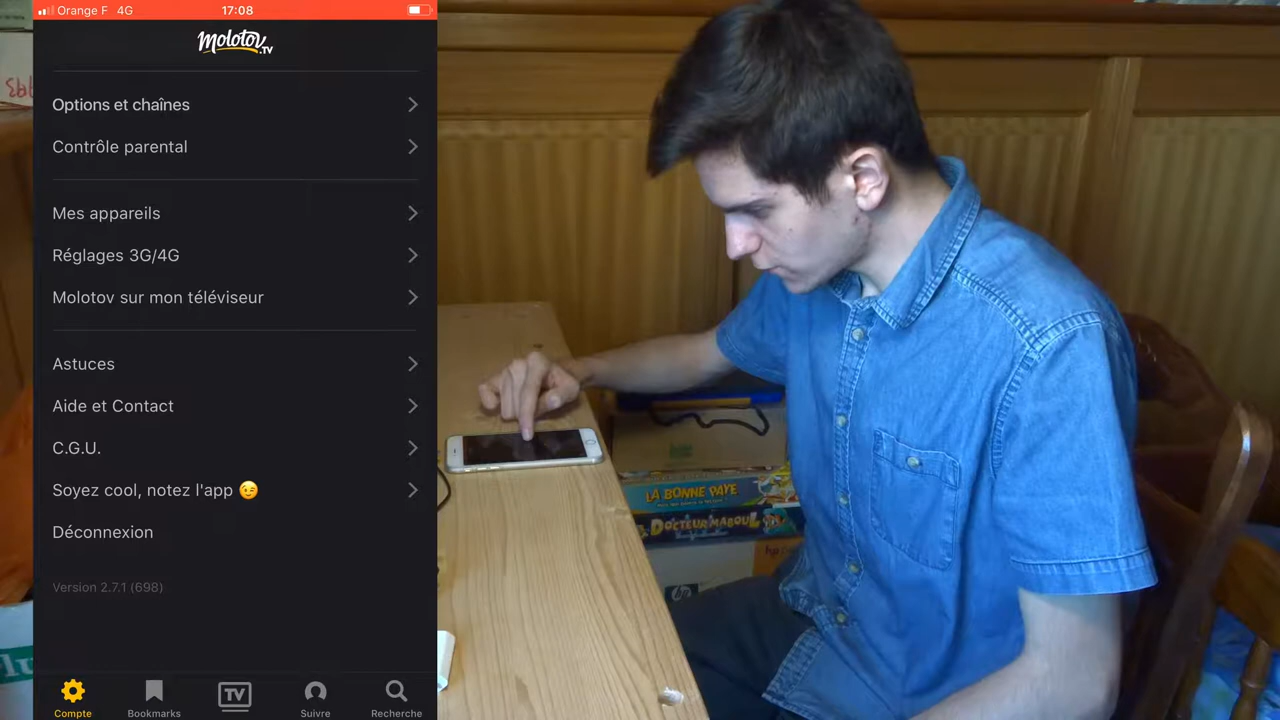 Orange F 4G 17:08
Molotov.TV
Options et chaînes
Contrôle parental
Mes appareils
Réglages 3G/4G
Molotov sur mon téléviseur
Astuces
Aide et Contact
C.G.U.
Soyez cool, notez l'app 😉
Déconnexion
Version 2.7.1 (698)
TV
Compte Bookmarks Suivre Recherche
LA BONNE PAYE
DOCTEUR MABOUL
hp